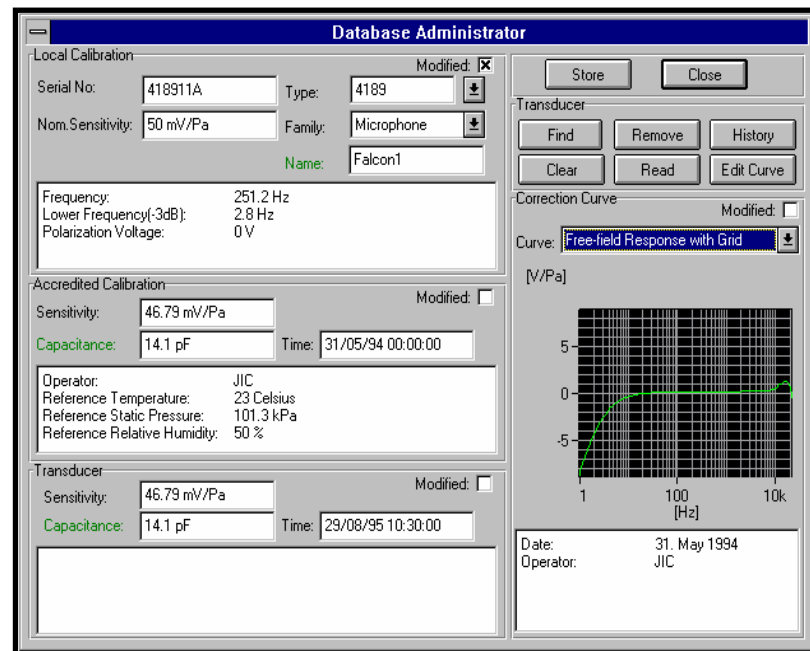 Database Administrator
Local Calibration
Modified:
Serial No: 418911A Type: 4189
Nom.Sensitivity: 50 mV/Pa Family: Microphone
Name: Falcon1
Frequency: 251.2 Hz
Lower Frequency(-3dB): 2.8 Hz
Polarization Voltage: 0 V
Accredited Calibration
Modified:
Sensitivity: 46.79 mV/Pa
Capacitance: 14.1 pF Time: 31/05/94 00:00:00
Operator: JIC
Reference Temperature: 23 Celsius
Reference Static Pressure: 101.3 kPa
Reference Relative Humidity: 50 %
Transducer
Modified:
Sensitivity: 46.79 mV/Pa
Capacitance: 14.1 pF Time: 29/08/95 10:30:00
Store Close
Transducer
Find Remove History
Clear Read Edit Curve
Correction Curve
Modified:
Curve: Free-field Response with Grid
[V/Pa]
5
0
-5
1 100 10k
[Hz]
Date: 31. May 1994
Operator: JIC